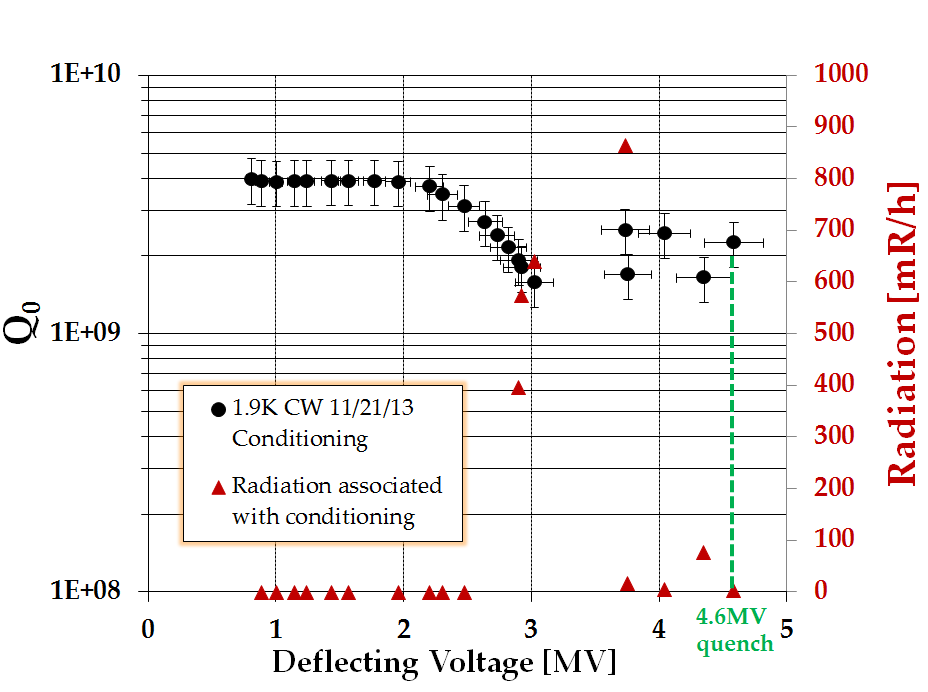 1E+10
1E+09
1E+08
Q0
1000
900
800
700
600
500
400
300
200
100
0
Radiation [mR/h]
1.9K CW 11/21/13
Conditioning
Radiation associated
with conditioning
0 1 2 3 4 5
4.6MV
quench
Deflecting Voltage [MV]